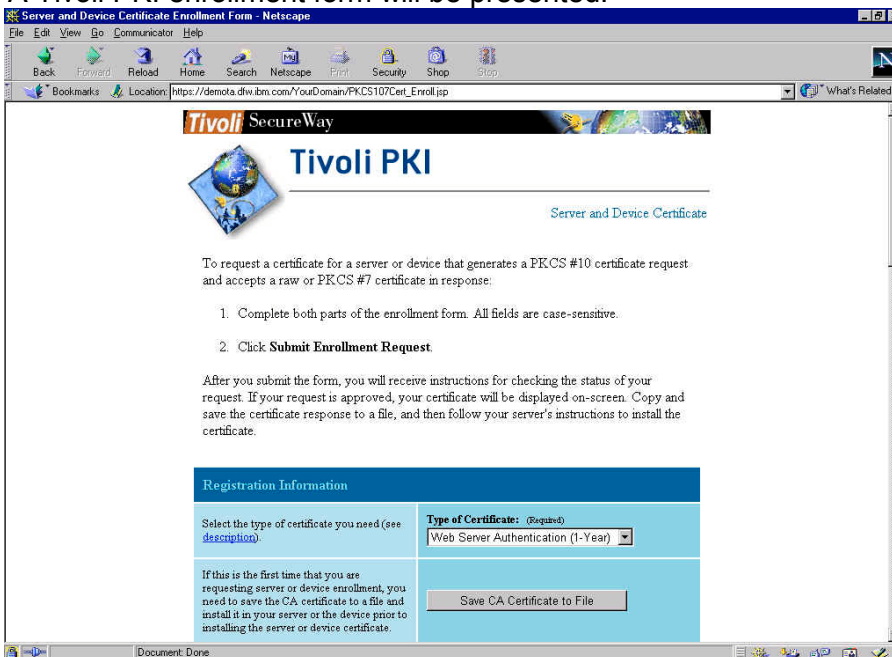 A Tivoli PKI enrollment form will be presented.
Server and Device Certificate Enrollment Form - Netscape
File Edit View Go Communicator Help
Back Forward Reload Home Search Netscape Print Security Shop Stop
Bookmarks Location: https://demota.dfw.ibm.com/YourDomain/PKCS107Cert_Enroll.jsp What's Related
Tivoli SecureWay
Tivoli PKI
Server and Device Certificate
To request a certificate for a server or device that generates a PKCS #10 certificate request
and accepts a raw or PKCS #7 certificate in response:
1. Complete both parts of the enrollment form. All fields are case-sensitive.
2. Click Submit Enrollment Request.
After you submit the form, you will receive instructions for checking the status of your
request. If your request is approved, your certificate will be displayed on-screen. Copy and
save the certificate response to a file, and then follow your server's instructions to install the
certificate.
Registration Information
Select the type of certificate you need (see
description).
Type of Certificate: (Required)
Web Server Authentication (1-Year)
If this is the first time that you are
requesting server or device enrollment, you
need to save the CA certificate to a file and
install it in your server or the device prior to
installing the server or device certificate.
Save CA Certificate to File
Document: Done